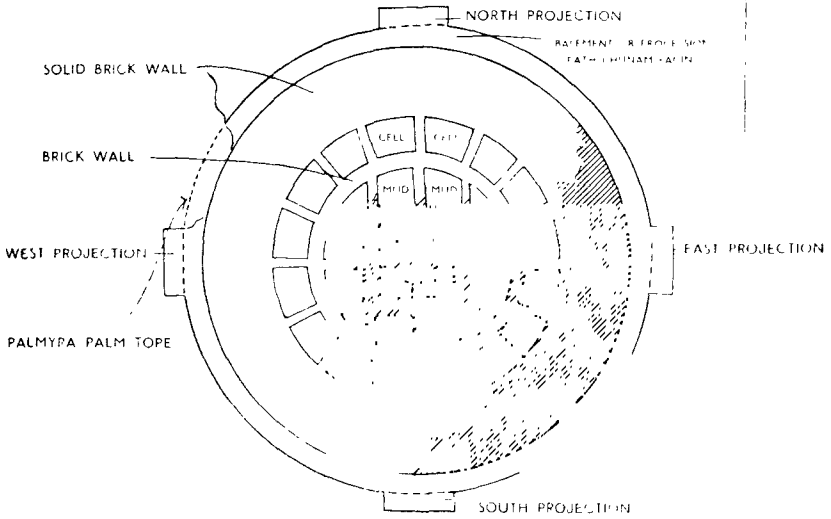 NORTH PROJECTION
SOLID BRICK WALL
CELL CELL
BRICK WALL
MUD MUD
WEST PROJECTION
EAST PROJECTION
PALMYRA PALM TOPE
SOUTH PROJECTION